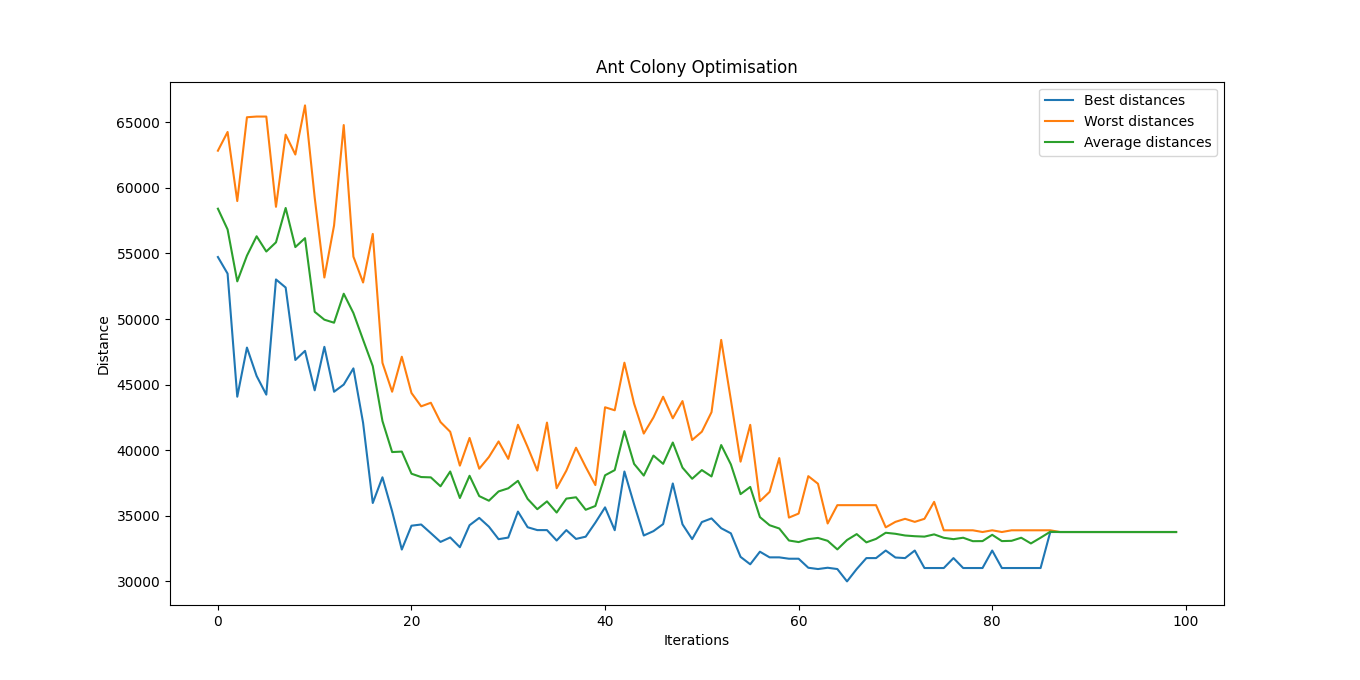 Ant Colony Optimisation
Best distances
Worst distances
Average distances
65000
60000
55000
50000
45000
40000
35000
30000
Distance
0 20 40 60 80 100
Iterations